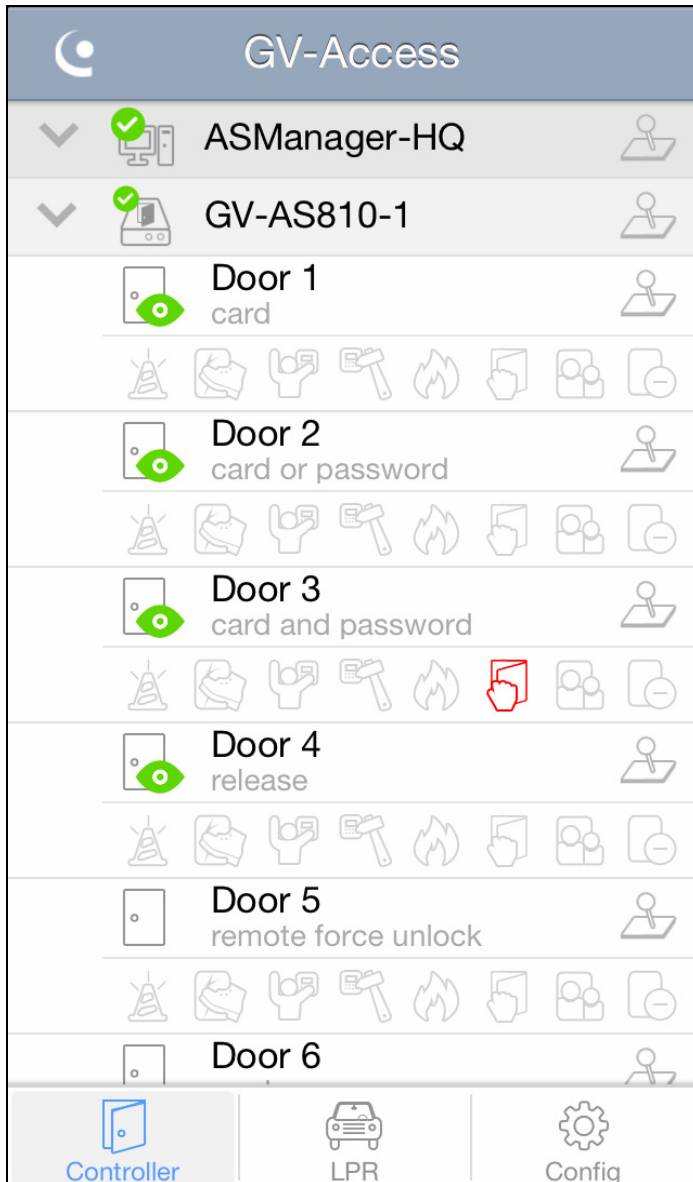 GV-Access
ASManager-HQ
GV-AS810-1
Door 1
card
Door 2
card or password
Door 3
card and password
Door 4
release
Door 5
remote force unlock
Door 6
Controller
LPR
Config